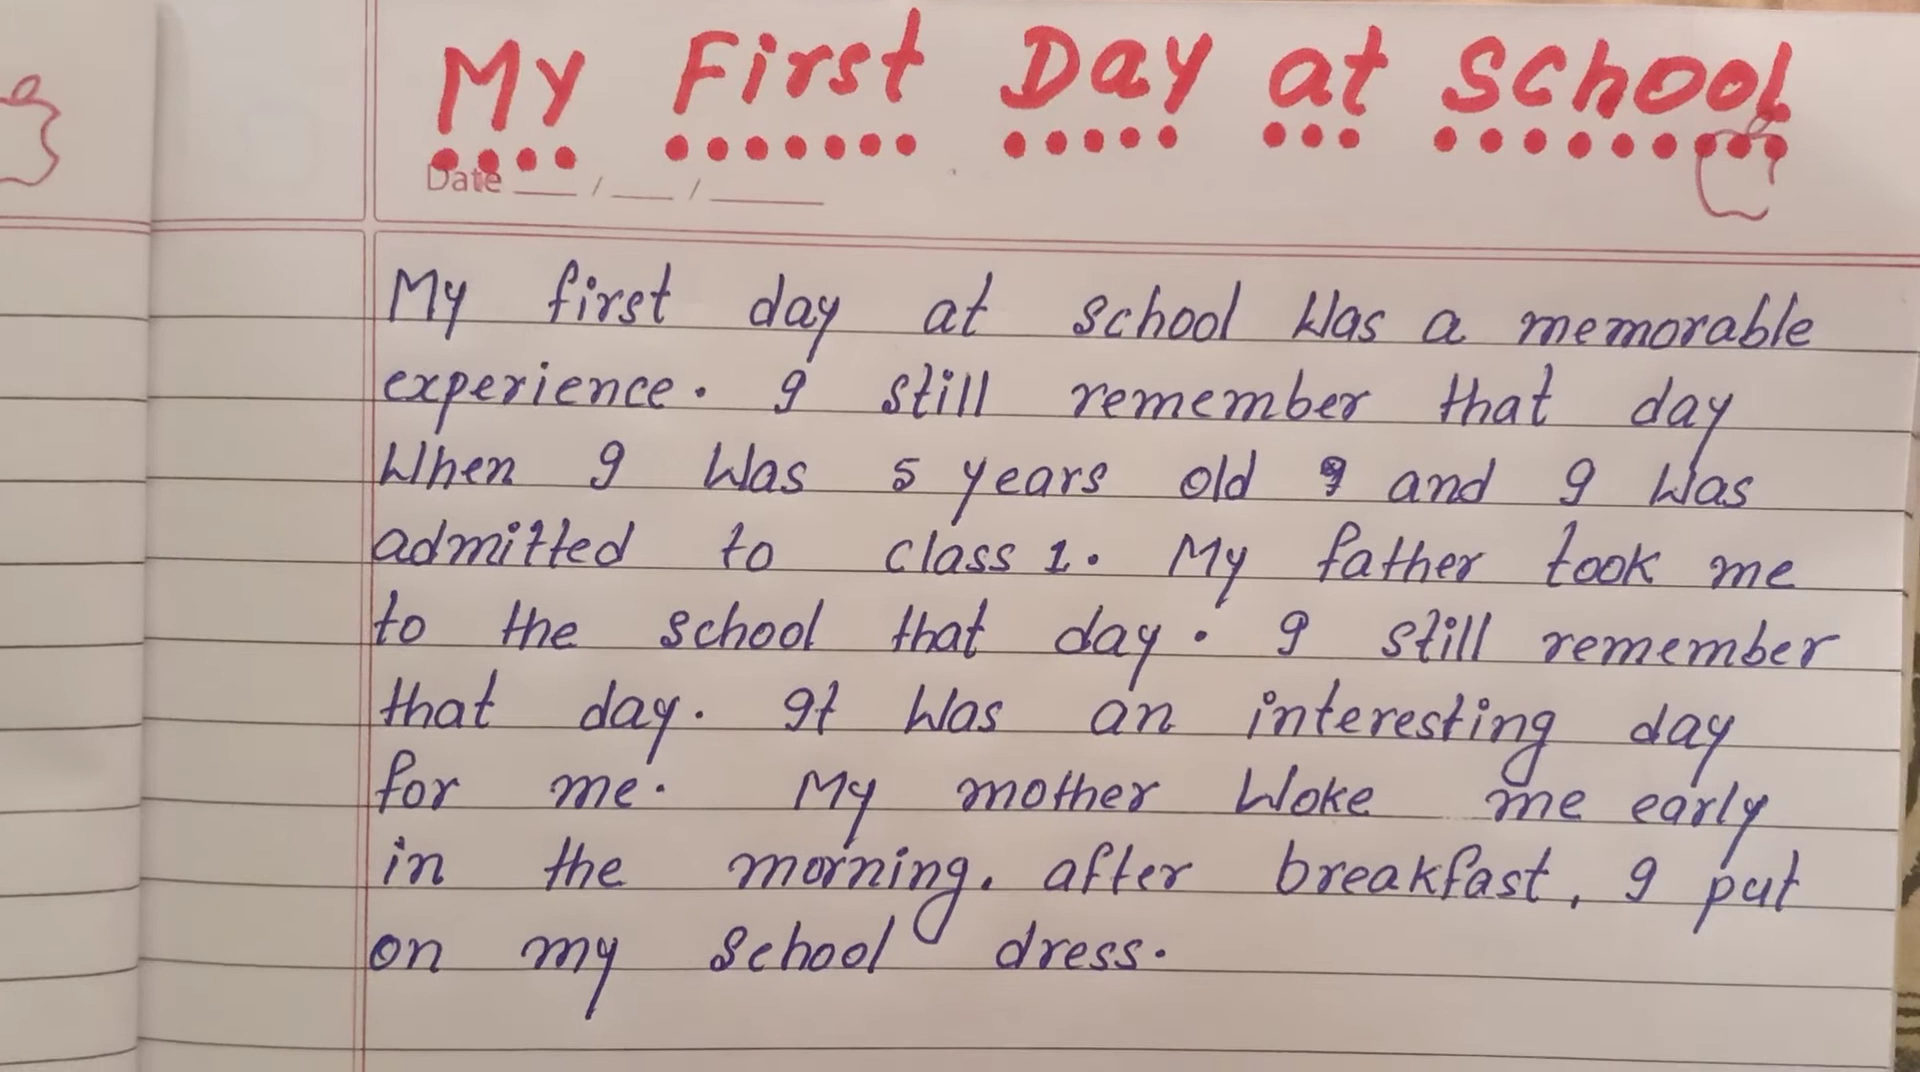 My First Day at School
Date __ / __ / ____
My first day at school was a memorable
experience. I still remember that day
When I was 5 years old and I was
admitted to class 1. My father took me
to the school that day. I still remember
that day. It was an interesting day
for me. My mother woke me early
in the morning. after breakfast, I put
on my school dress.